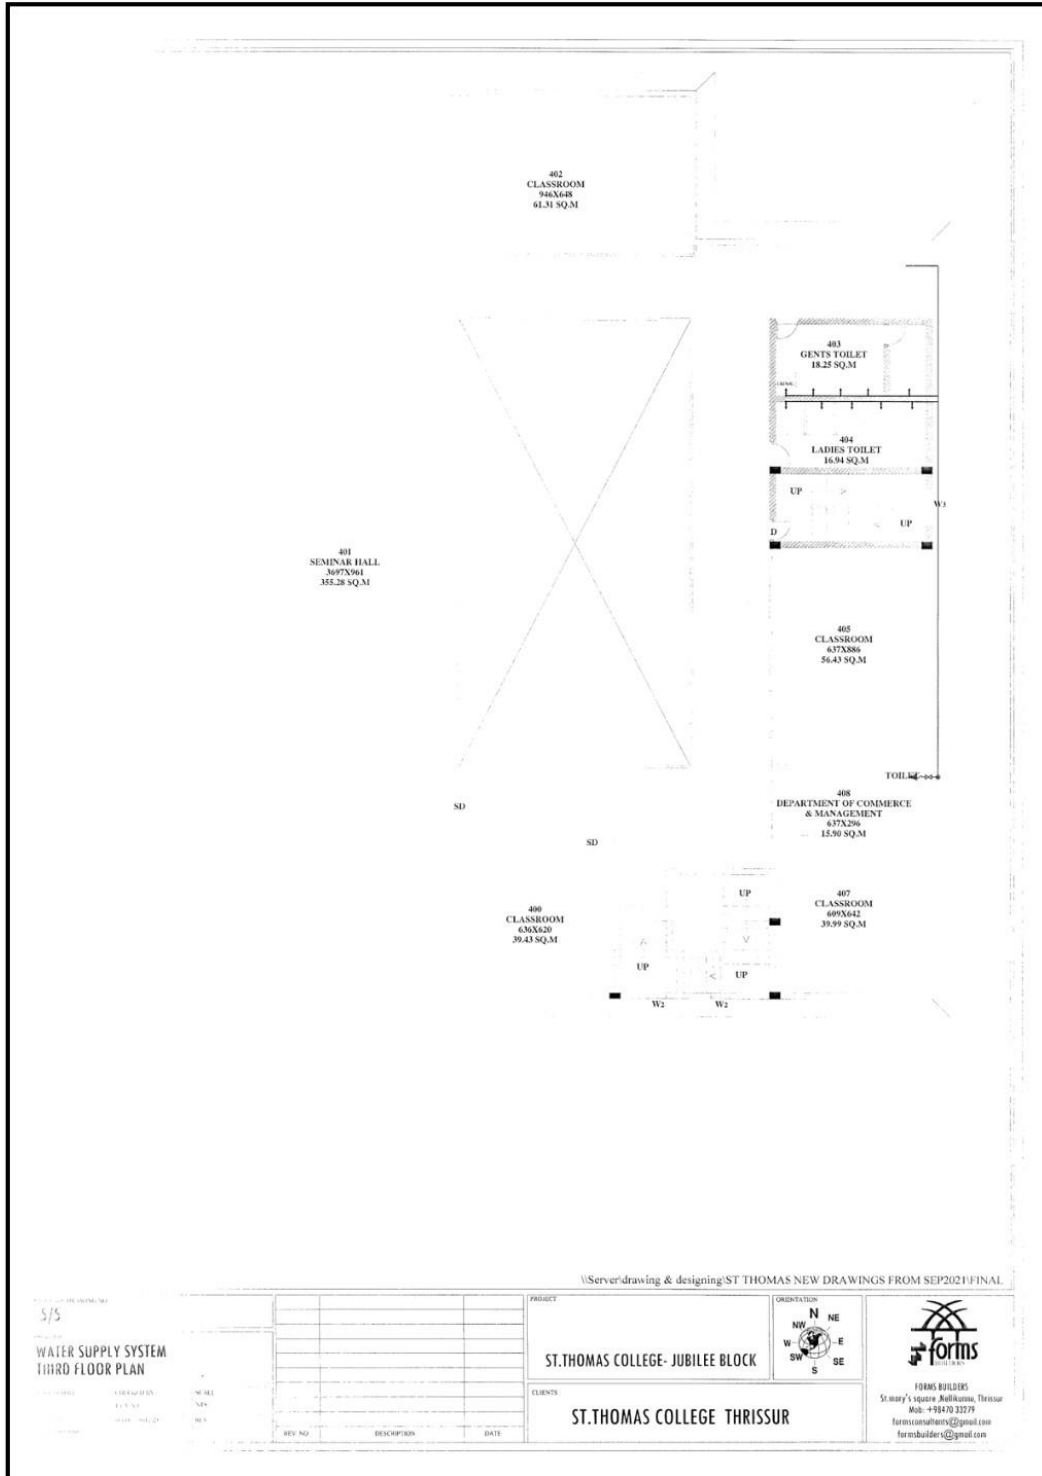 402
CLASSROOM
946X648
61.31 SQ.M
403
GENTS TOILET
18.25 SQ.M
404
LADIES TOILET
16.94 SQ.M
UP
W3
UP
D
401
SEMINAR HALL
3697X961
355.28 SQ.M
405
CLASSROOM
637X886
56.43 SQ.M
TOILET
408
DEPARTMENT OF COMMERCE
& MANAGEMENT
637X296
15.90 SQ.M
SD
SD
UP
407
CLASSROOM
609X642
39.99 SQ.M
400
CLASSROOM
636X620
39.43 SQ.M
UP
UP
W2
W2
\\Server\drawing & designing\ST THOMAS NEW DRAWINGS FROM SEP2021\FINAL
5/5
WATER SUPPLY SYSTEM
THIRD FLOOR PLAN
SCALE
NTS
REV NO
DESCRIPTION
DATE
PROJECT
ST.THOMAS COLLEGE- JUBILEE BLOCK
CLIENTS
ST.THOMAS COLLEGE THRISSUR
ORIENTATION
N
NW
NE
W
E
SW
SE
S
forms
BUILDERS
FORMS BUILDERS
St.mary's square ,Nellikunnu, Thrissur
Mob: +98470 33279
formsconsultants@gmail.com
formsbuilders@gmail.com